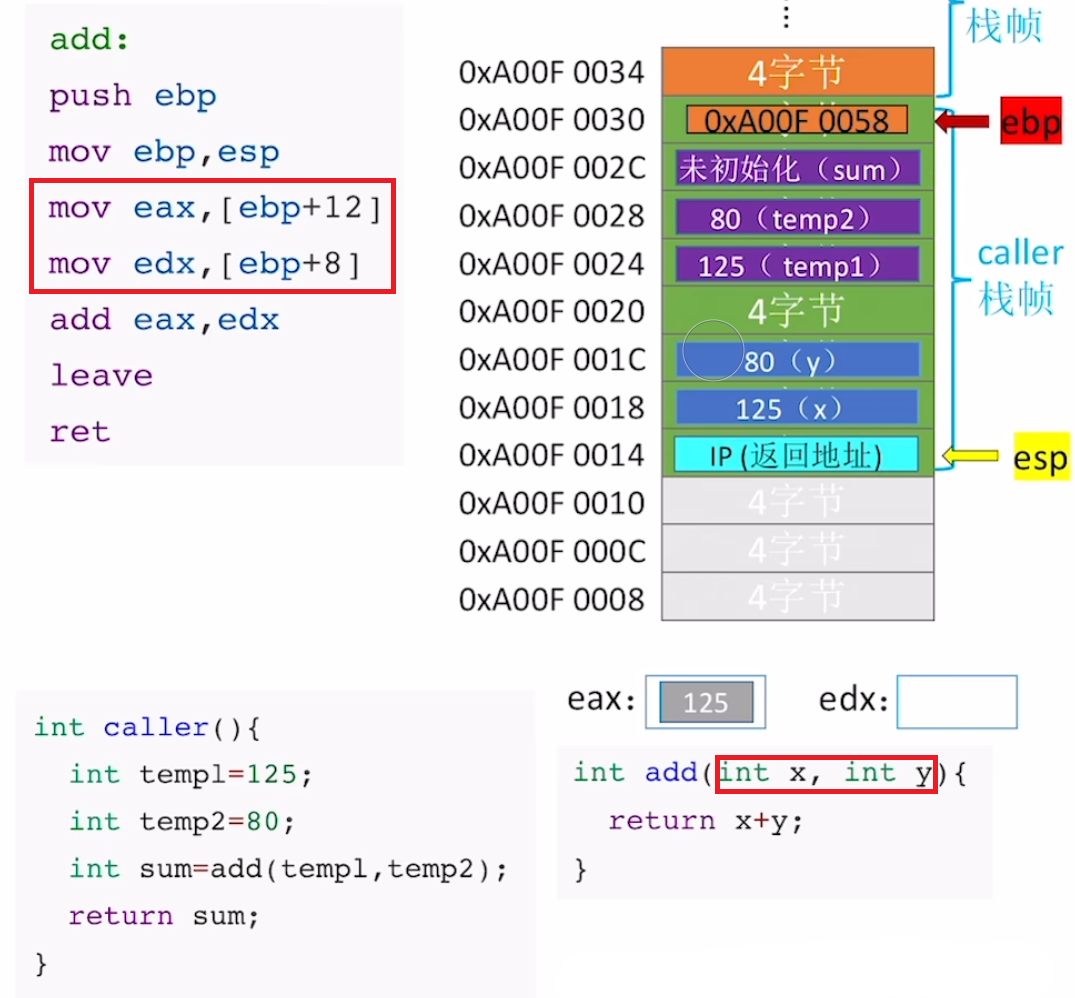 add:
push ebp
mov ebp,esp
mov eax,[ebp+12]
mov edx,[ebp+8]
add eax,edx
leave
ret
⋮
栈帧
0xA00F 0034 4字节
0xA00F 0030 0xA00F 0058 ebp
0xA00F 002C 未初始化（sum）
0xA00F 0028 80（temp2）
0xA00F 0024 125（ temp1）
0xA00F 0020 4字节
0xA00F 001C 80（y）
0xA00F 0018 125（x）
0xA00F 0014 IP (返回地址) esp
0xA00F 0010 4字节
0xA00F 000C 4字节
0xA00F 0008 4字节
caller
栈帧
eax: 125 edx:
int caller(){
int temp1=125;
int temp2=80;
int sum=add(temp1,temp2);
return sum;
}
int add(int x, int y){
return x+y;
}